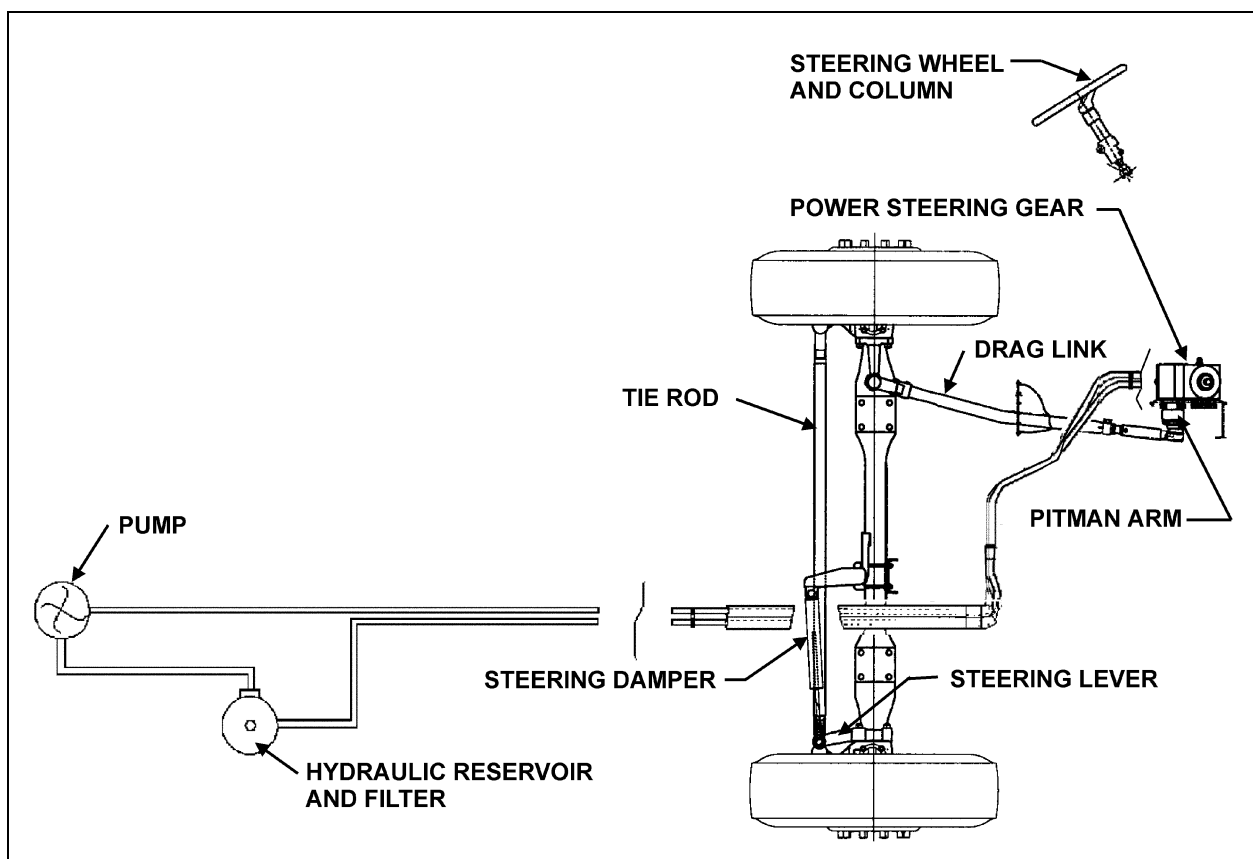 STEERING WHEEL
AND COLUMN
POWER STEERING GEAR
DRAG LINK
TIE ROD
PITMAN ARM
PUMP
STEERING DAMPER
STEERING LEVER
HYDRAULIC RESERVOIR
AND FILTER